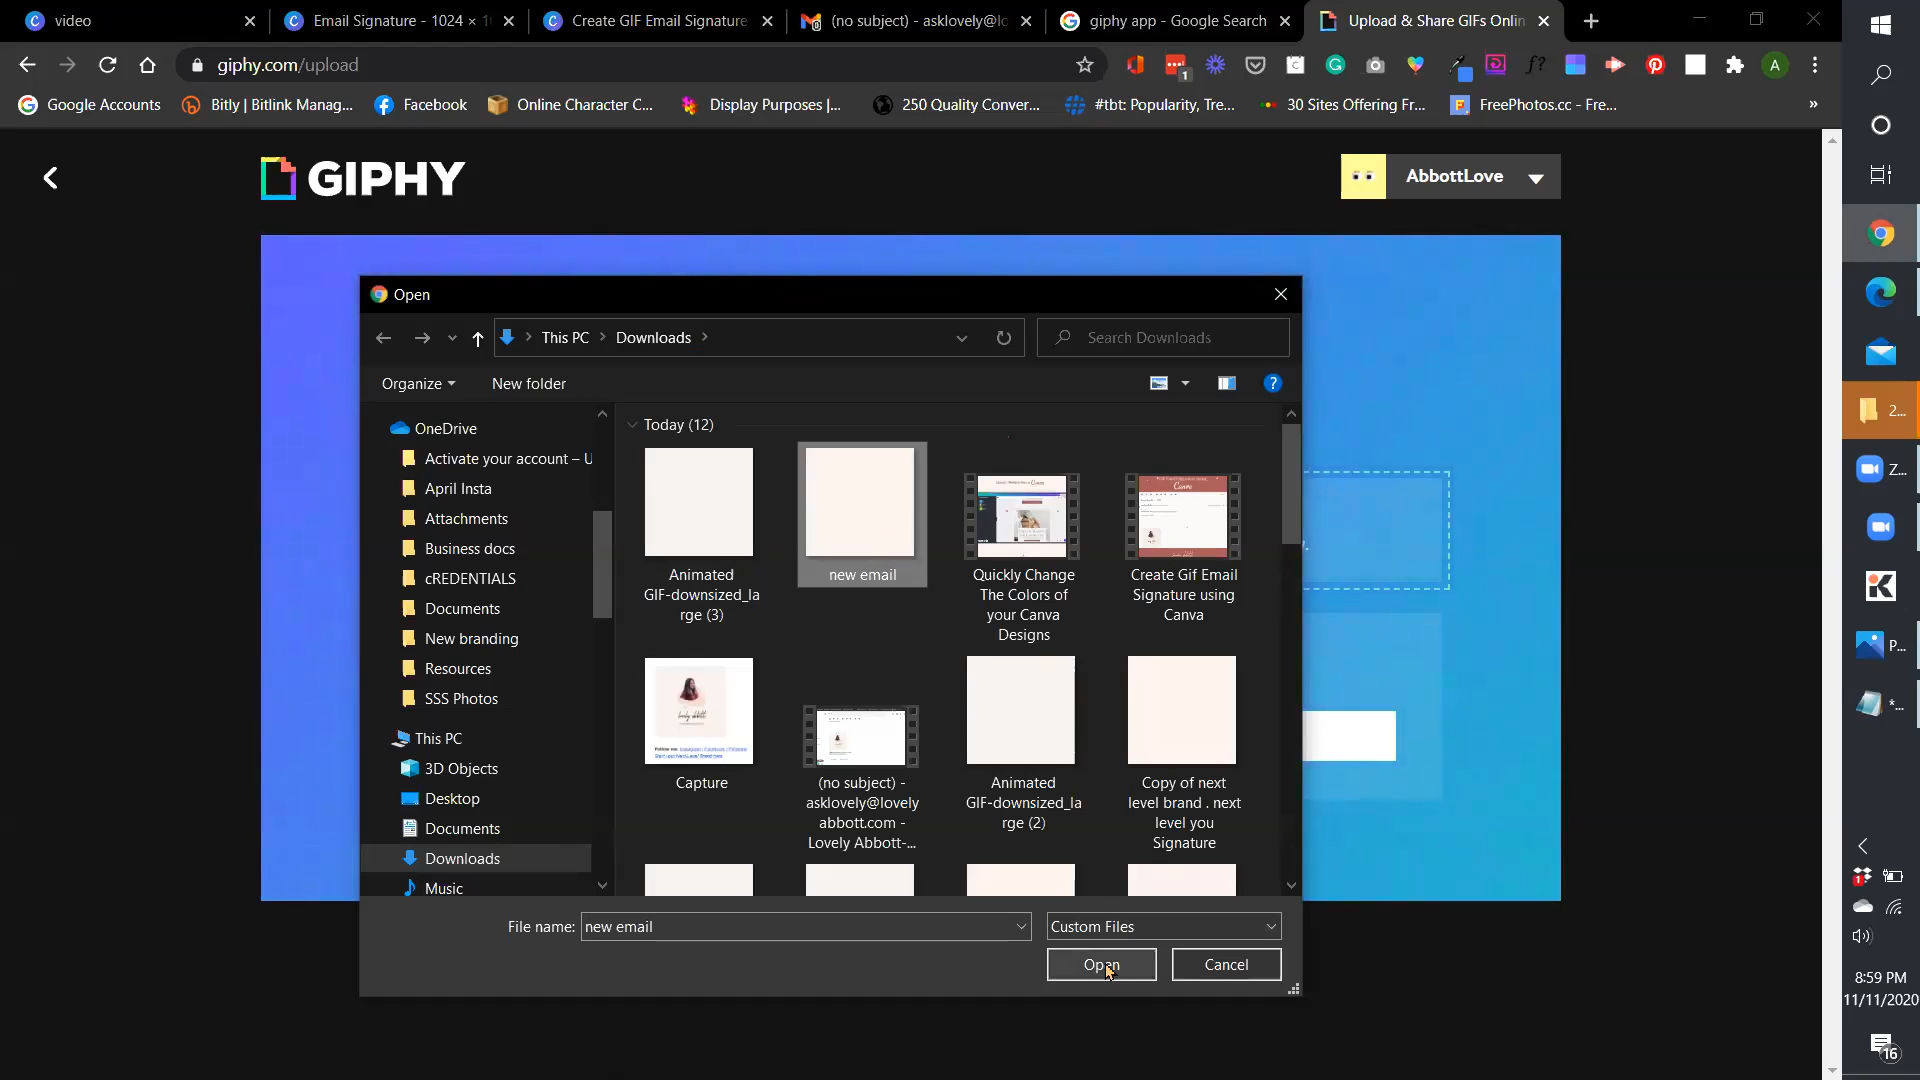 video
Email Signature - 1024 × 1
Create GIF Email Signature
(no subject) - asklovely@lo
giphy app - Google Search
Upload & Share GIFs Onlin
giphy.com/upload
1
A
Google Accounts
Bitly | Bitlink Manag...
Facebook
Online Character C...
Display Purposes |...
250 Quality Conver...
#tbt: Popularity, Tre...
30 Sites Offering Fr...
FreePhotos.cc - Fre...
»
GIPHY
AbbottLove
Open
This PC
Downloads
Search Downloads
Organize
New folder
?
OneDrive
Activate your account – U
April Insta
Attachments
Business docs
cREDENTIALS
Documents
New branding
Resources
SSS Photos
This PC
3D Objects
Desktop
Documents
Downloads
Music
Today (12)
Animated
GIF-downsized_la
rge (3)
new email
Quickly Change
The Colors of
your Canva
Designs
Create Gif Email
Signature using
Canva
Capture
(no subject) -
asklovely@lovely
abbott.com -
Lovely Abbott-...
Animated
GIF-downsized_la
rge (2)
Copy of next
level brand . next
level you
Signature
File name:
new email
Custom Files
Open
Cancel
2...
Z...
P...
*...
8:59 PM
11/11/2020
16